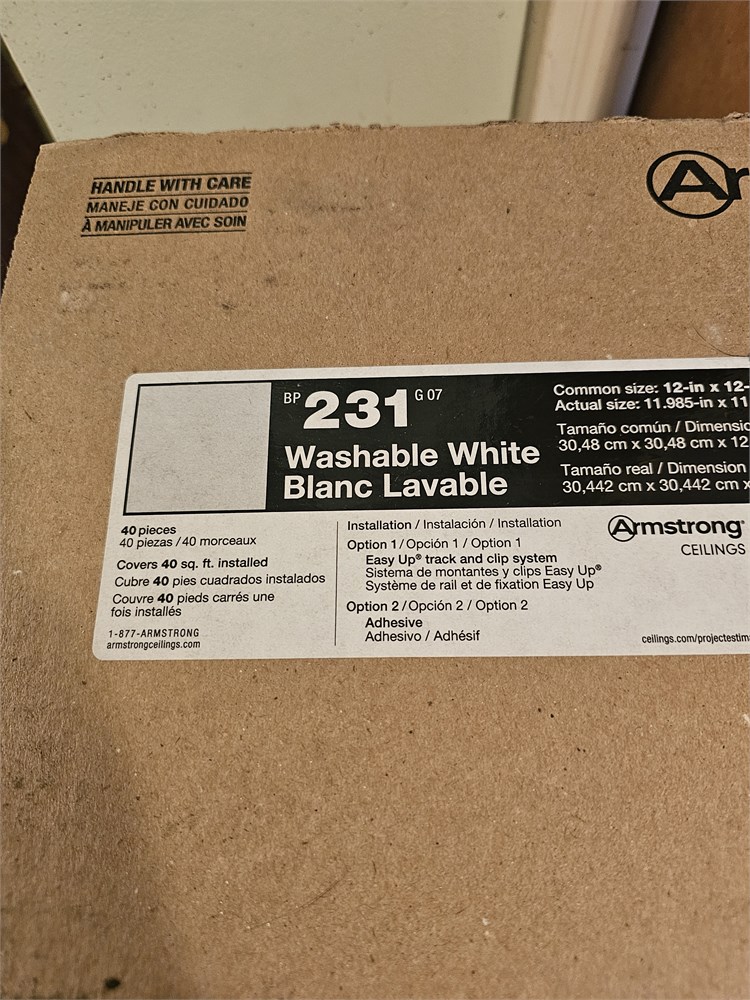 HANDLE WITH CARE
MANEJE CON CUIDADO
À MANIPULER AVEC SOIN
BP 231 G 07
Washable White
Blanc Lavable
Common size: 12-in x 12-
Actual size: 11.985-in x 11
Tamaño común / Dimensio
30,48 cm x 30,48 cm x 12
Tamaño real / Dimension
30,442 cm x 30,442 cm x
40 pieces
40 piezas / 40 morceaux
Covers 40 sq. ft. installed
Cubre 40 pies cuadrados instalados
Couvre 40 pieds carrés une
fois installés
1-877-ARMSTRONG
armstrongceilings.com
Installation / Instalación / Installation
Option 1 / Opción 1 / Option 1
Easy Up® track and clip system
Sistema de montantes y clips Easy Up®
Système de rail et de fixation Easy Up
Option 2 / Opción 2 / Option 2
Adhesive
Adhesivo / Adhésif
Armstrong®
CEILINGS
ceilings.com/projectestim